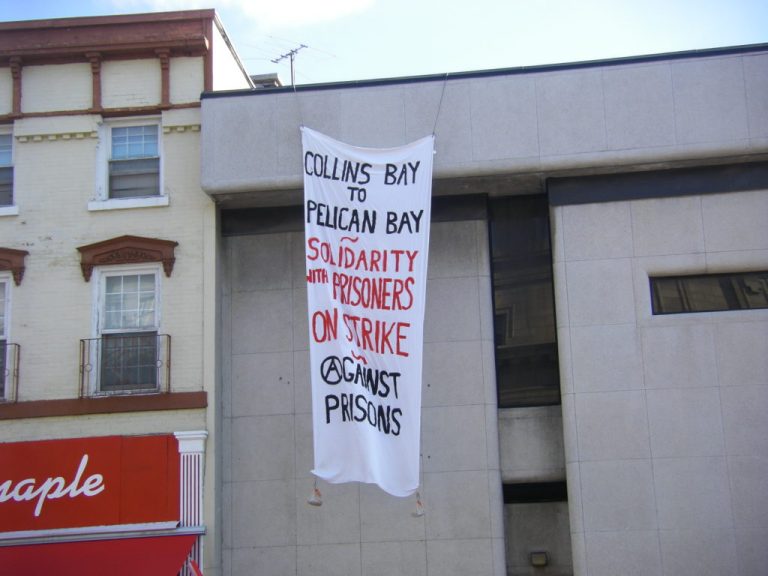 COLLINS BAY
TO
PELICAN BAY
~
SOLIDARITY
WITH PRISONERS
ON STRIKE
~
AGAINST
PRISONS
maple